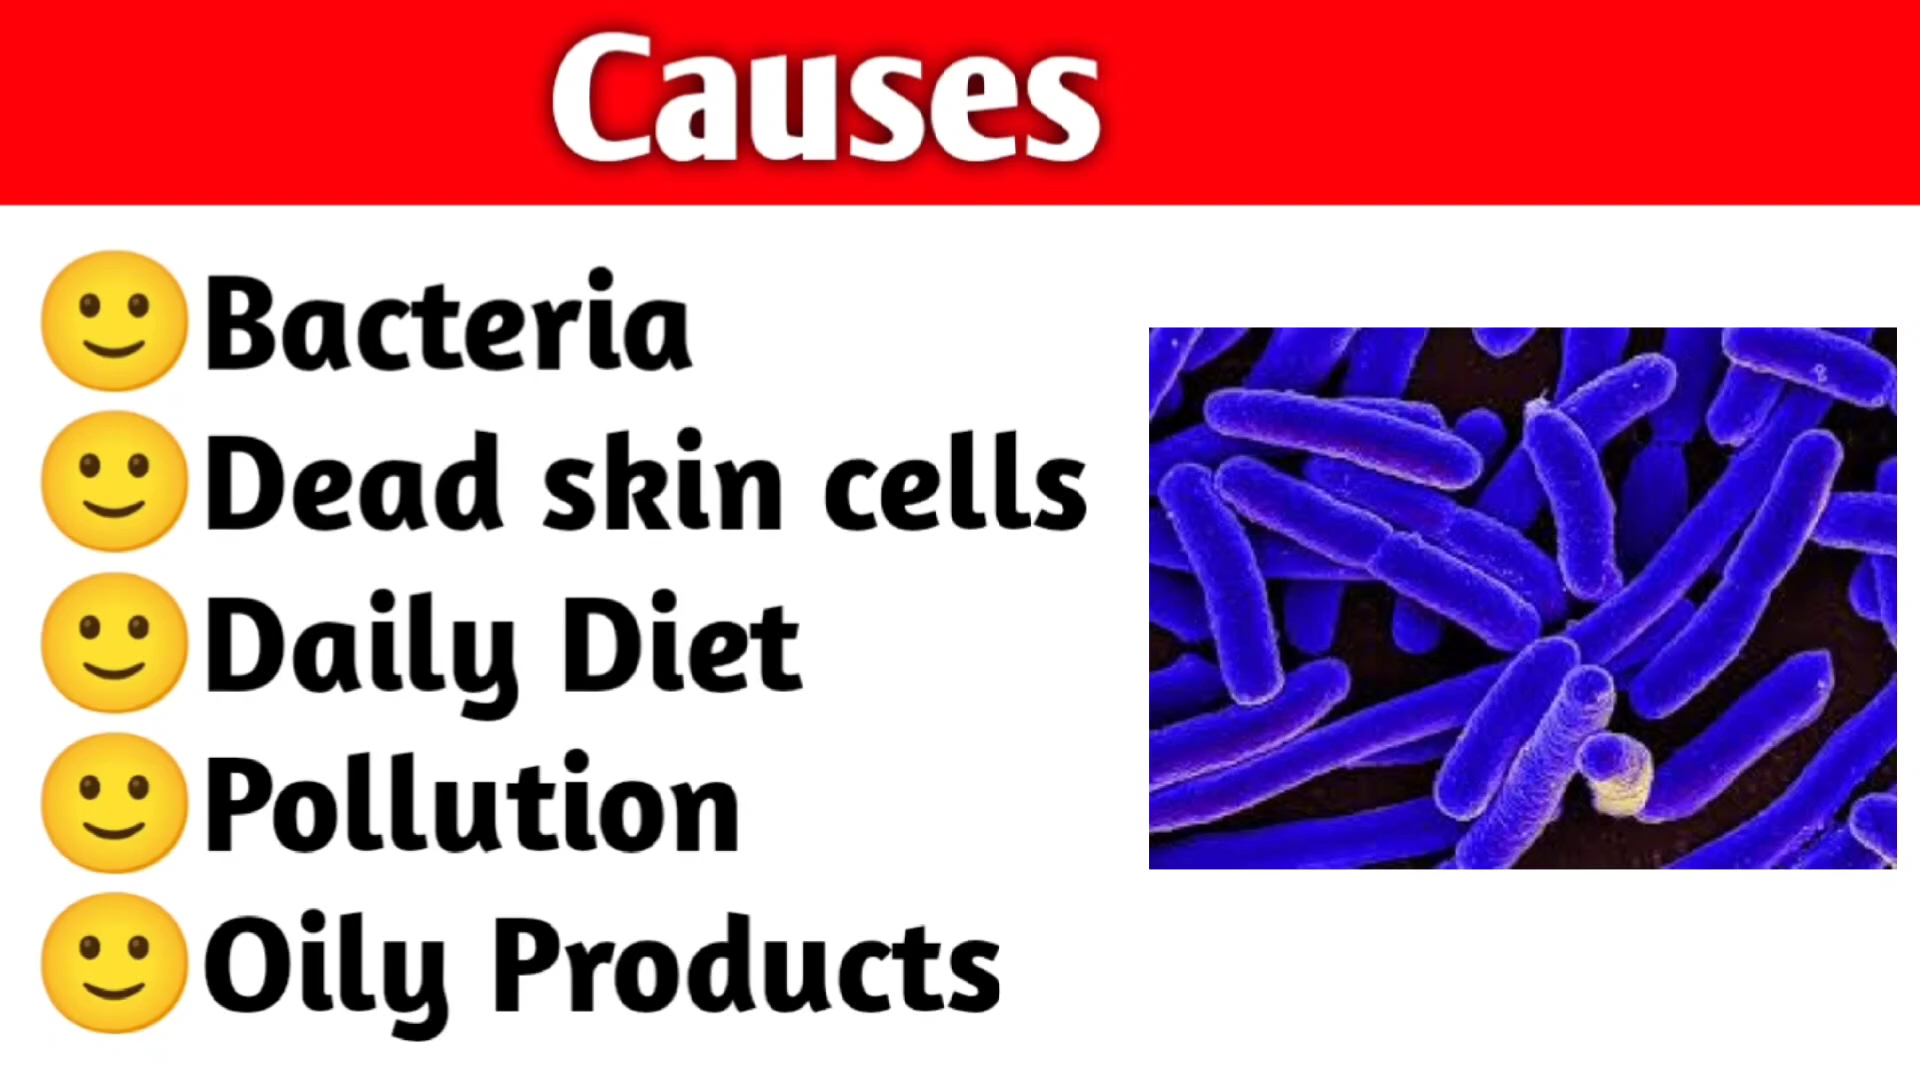 Causes
🙂Bacteria
🙂Dead skin cells
🙂Daily Diet
🙂Pollution
🙂Oily Products